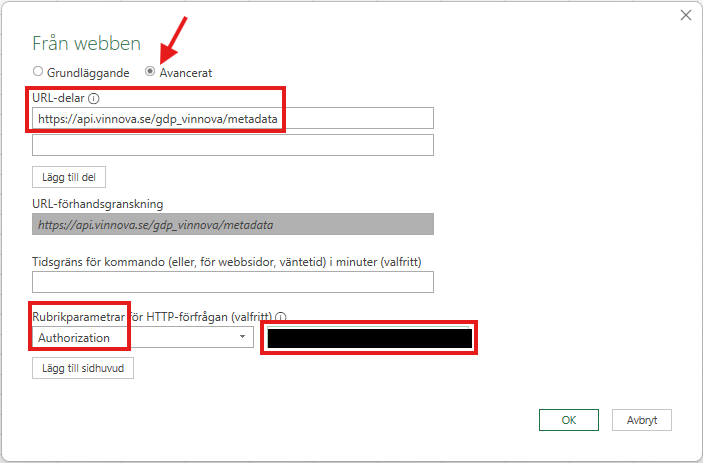 Från webben
Grundläggande Avancerat
URL-delar
https://api.vinnova.se/gdp_vinnova/metadata
Lägg till del
URL-förhandsgranskning
https://api.vinnova.se/gdp_vinnova/metadata
Tidsgräns för kommando (eller, för webbsidor, väntetid) i minuter (valfritt)
Rubrikparametrar för HTTP-förfrågan (valfritt)
Authorization
Lägg till sidhuvud
OK Avbryt